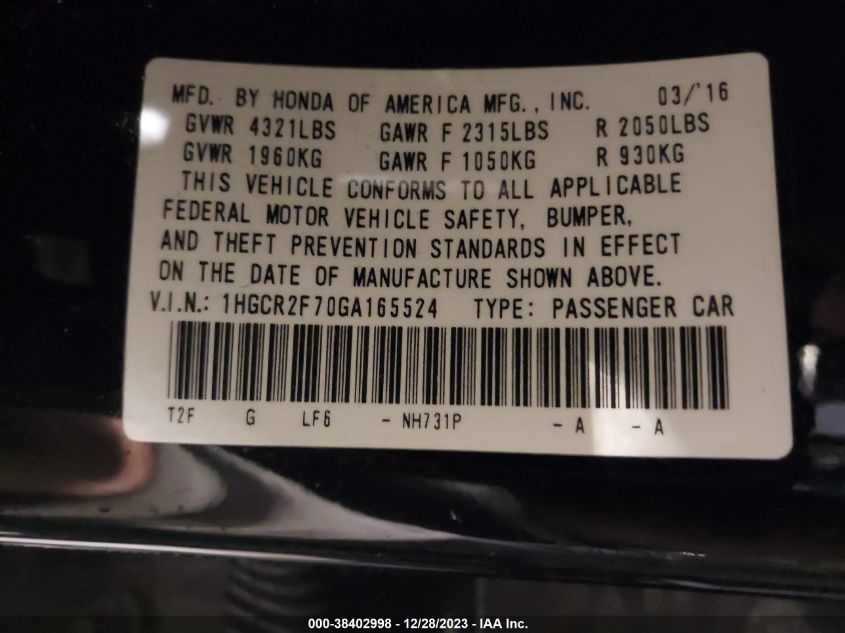 MFD. BY HONDA OF AMERICA MFG., INC. 03/'16
GVWR 4321LBS GAWR F 2315LBS R 2050LBS
GVWR 1960KG GAWR F 1050KG R 930KG
THIS VEHICLE CONFORMS TO ALL APPLICABLE
FEDERAL MOTOR VEHICLE SAFETY, BUMPER,
AND THEFT PREVENTION STANDARDS IN EFFECT
ON THE DATE OF MANUFACTURE SHOWN ABOVE.
V.I.N.: 1HGCR2F70GA165524 TYPE: PASSENGER CAR
T2F G LF6 - NH731P - A - A
000-38402998 - 12/28/2023 - IAA Inc.